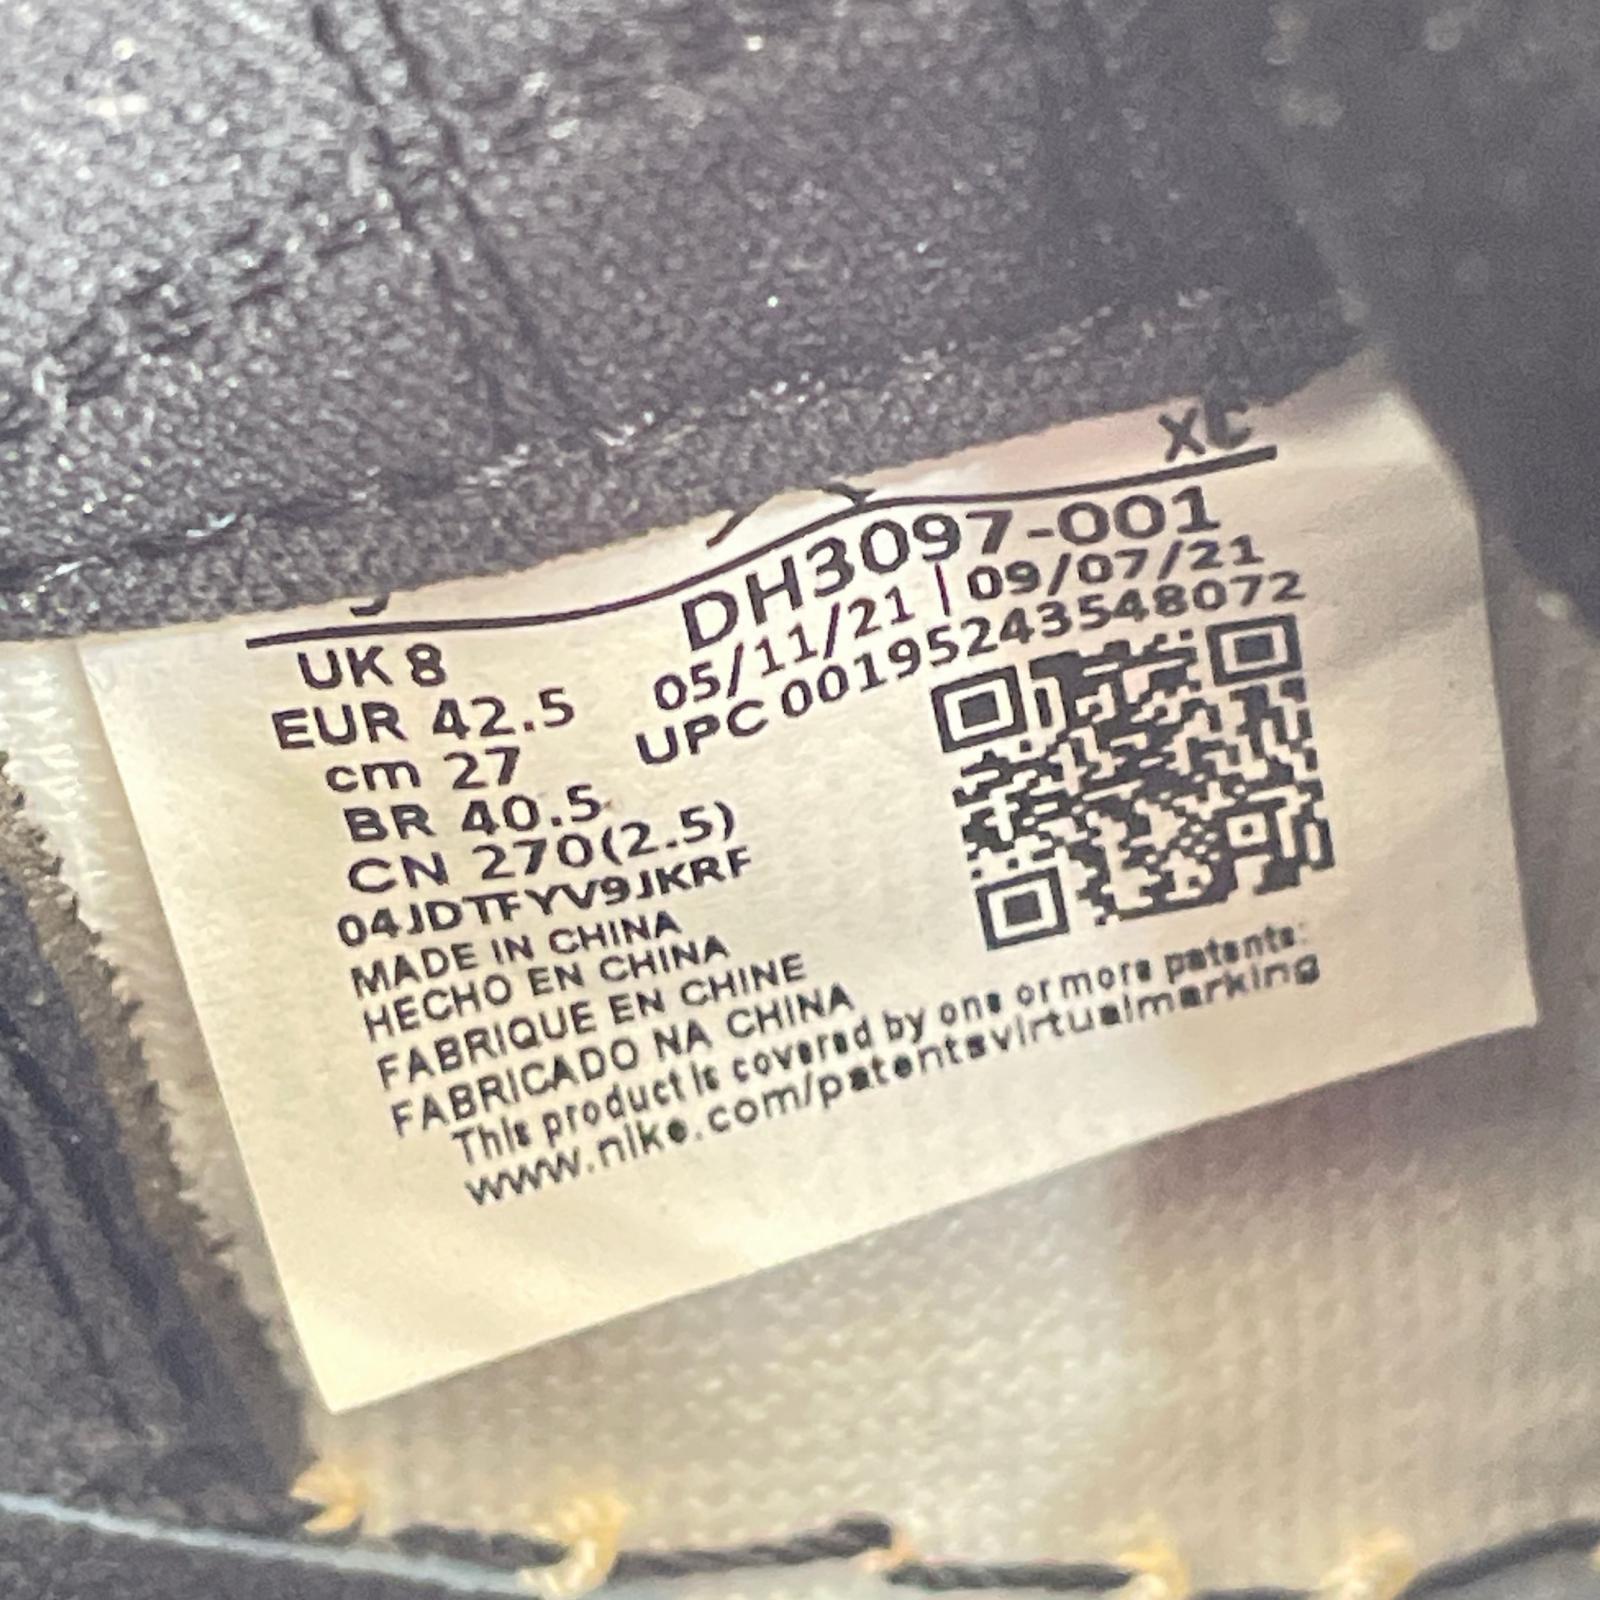 XC
DH3097-001
05/11/21 | 09/07/21
UPC 00195243548072
UK 8
EUR 42.5
cm 27
BR 40.5
CN 270(2.5)
04JDTFYV9JKRF
MADE IN CHINA
HECHO EN CHINA
FABRIQUE EN CHINE
FABRICADO NA CHINA
This product is covered by one or more patents:
www.nike.com/patentsvirtualmarking